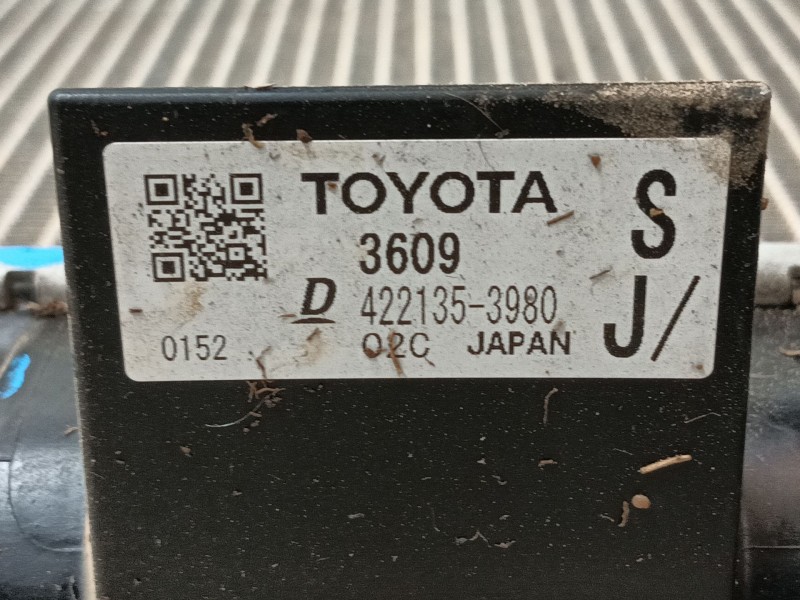 TOYOTA S
3609
D 422135-3980 J/
0152 02C JAPAN